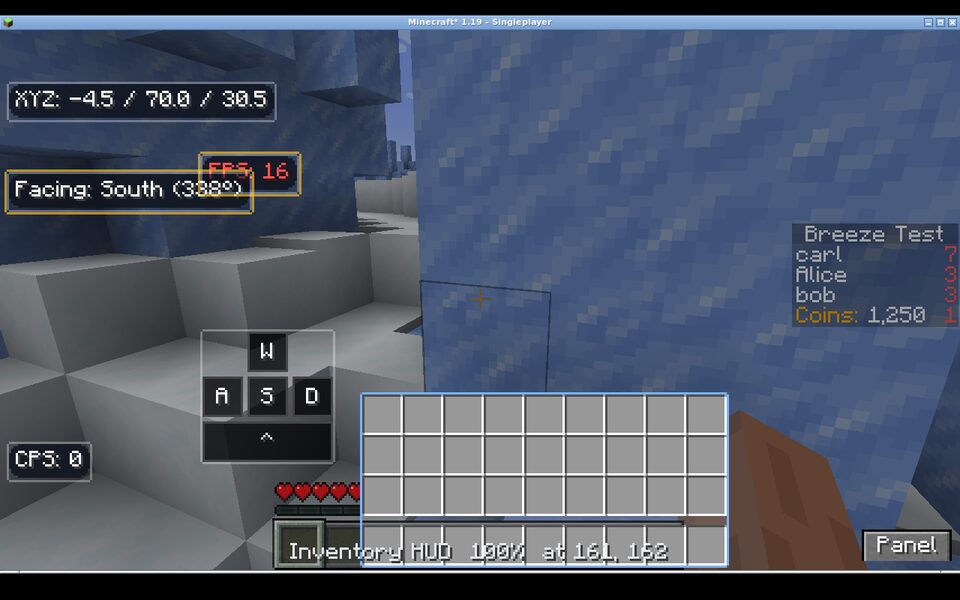 Minecraft* 1.19 - Singleplayer
XYZ: -4.5 / 70.0 / 30.5
FPS: 16
Facing: South (338°)
Breeze Test
carl 7
Alice 3
bob 3
Coins: 1,250 1
W
A S D
^
CPS: 0
Inventory HUD 100% at 161, 162
Panel